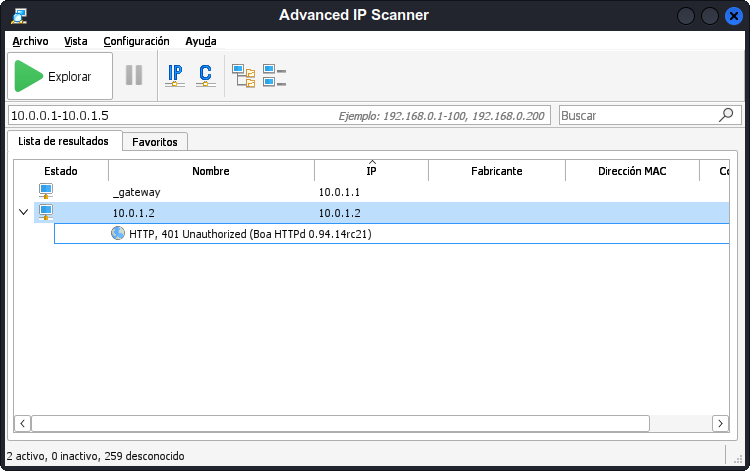 Advanced IP Scanner
Archivo Vista Configuración Ayuda
Explorar IP C
10.0.0.1-10.0.1.5 Ejemplo: 192.168.0.1-100, 192.168.0.200 Buscar
Lista de resultados Favoritos
Estado Nombre IP Fabricante Dirección MAC Co
_gateway 10.0.1.1
10.0.1.2 10.0.1.2
HTTP, 401 Unauthorized (Boa HTTPd 0.94.14rc21)
2 activo, 0 inactivo, 259 desconocido